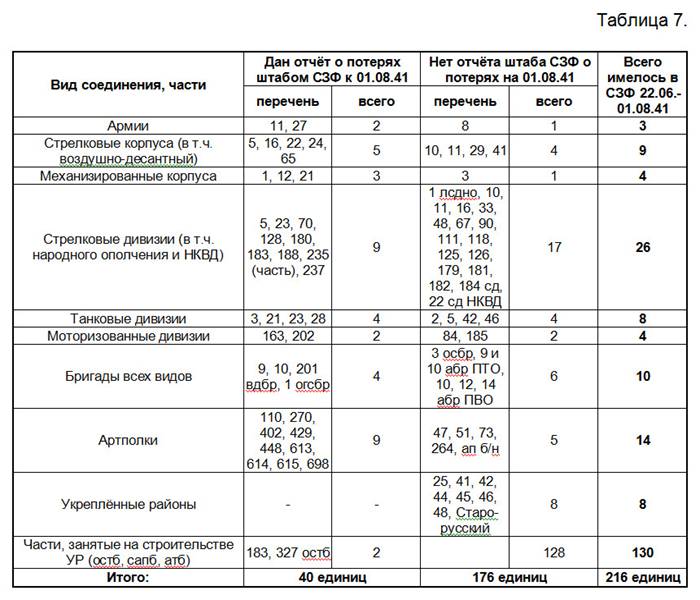 Таблица 7.
Вид соединения, части
Дан отчёт о потерях
штабом СЗФ к 01.08.41
Нет отчёта штаба СЗФ о
потерях на 01.08.41
Всего
имелось в
СЗФ 22.06.-
01.08.41
перечень
всего
перечень
всего
Армии
11, 27
2
8
1
3
Стрелковые корпуса (в т.ч.
воздушно-десантный)
5, 16, 22, 24,
65
5
10, 11, 29, 41
4
9
Механизированные корпуса
1, 12, 21
3
3
1
4
Стрелковые дивизии (в т.ч.
народного ополчения и НКВД)
5, 23, 70,
128, 180,
183, 188, 235
(часть), 237
9
1 лсдно, 10,
11, 16, 33,
48, 67, 90,
111, 118,
125, 126,
179, 181,
182, 184 сд,
22 сд НКВД
17
26
Танковые дивизии
3, 21, 23, 28
4
2, 5, 42, 46
4
8
Моторизованные дивизии
163, 202
2
84, 185
2
4
Бригады всех видов
9, 10, 201
вдбр, 1 огсбр
4
3 осбр, 9 и
10 абр ПТО,
10, 12, 14
абр ПВО
6
10
Артполки
110, 270,
402, 429,
448, 613,
614, 615, 698
9
47, 51, 73,
264, ап б/н
5
14
Укреплённые районы
-
-
25, 41, 42,
44, 45, 46,
48, Старо-
русский
8
8
Части, занятые на строительстве
УР (остб, сапб, атб)
183, 327 остб
2
128
130
Итого:
40 единиц
176 единиц
216 единиц